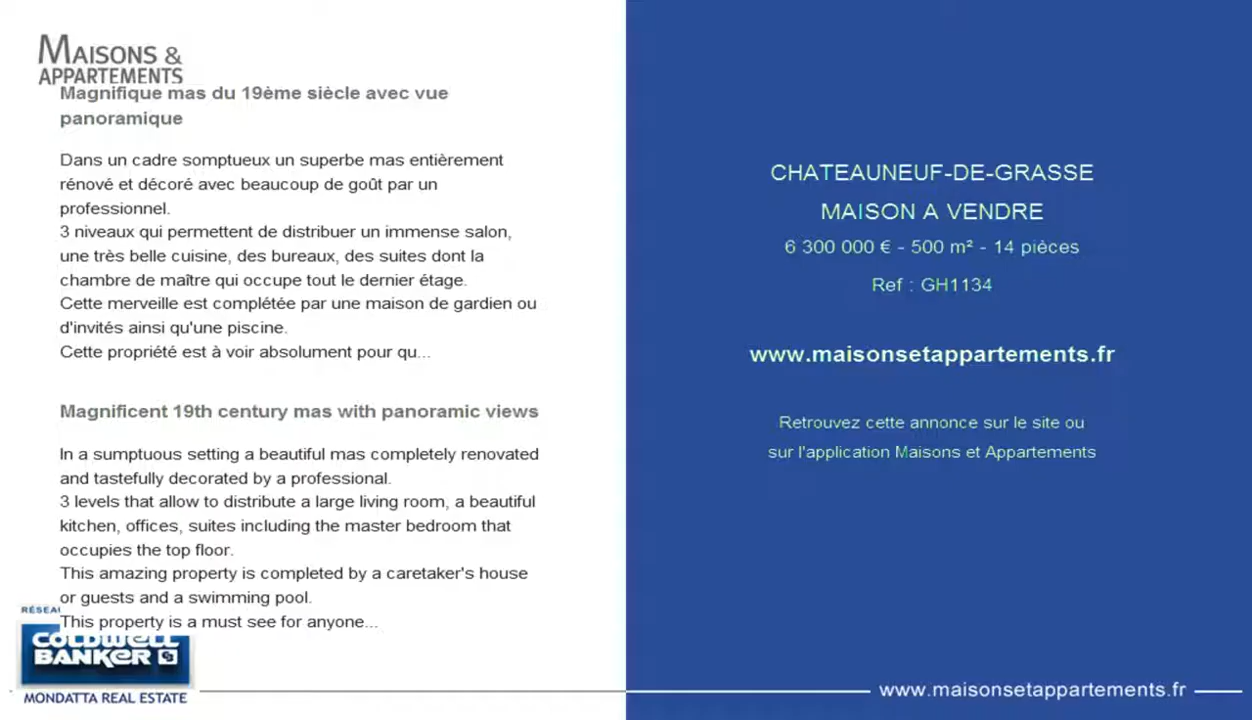 MAISONS &
APPARTEMENTS
Magnifique mas du 19ème siècle avec vue
panoramique
Dans un cadre somptueux un superbe mas entièrement
rénové et décoré avec beaucoup de goût par un
professionnel.
3 niveaux qui permettent de distribuer un immense salon,
une très belle cuisine, des bureaux, des suites dont la
chambre de maître qui occupe tout le dernier étage.
Cette merveille est complétée par une maison de gardien ou
d'invités ainsi qu'une piscine.
Cette propriété est à voir absolument pour qu...
Magnificent 19th century mas with panoramic views
In a sumptuous setting a beautiful mas completely renovated
and tastefully decorated by a professional.
3 levels that allow to distribute a large living room, a beautiful
kitchen, offices, suites including the master bedroom that
occupies the top floor.
This amazing property is completed by a caretaker's house
or guests and a swimming pool.
This property is a must see for anyone...
COLDWELL
BANKER
MONDATTA REAL ESTATE
CHATEAUNEUF-DE-GRASSE
MAISON A VENDRE
6 300 000 € - 500 m² - 14 pièces
Ref : GH1134
www.maisonsetappartements.fr
Retrouvez cette annonce sur le site ou
sur l'application Maisons et Appartements
www.maisonsetappartements.fr